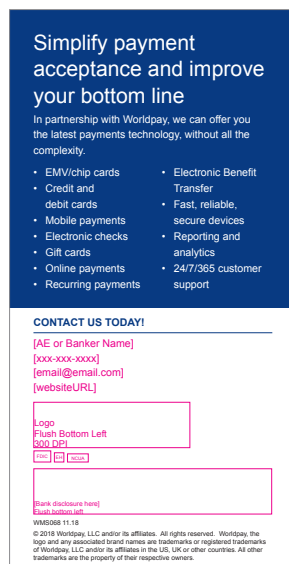 Simplify payment
acceptance and improve
your bottom line
In partnership with Worldpay, we can offer you
the latest payments technology, without all the
complexity.
• EMV/chip cards
• Credit and
debit cards
• Mobile payments
• Electronic checks
• Gift cards
• Online payments
• Recurring payments
• Electronic Benefit
Transfer
• Fast, reliable,
secure devices
• Reporting and
analytics
• 24/7/365 customer
support
CONTACT US TODAY!
[AE or Banker Name]
[xxx-xxx-xxxx]
[email@email.com]
[websiteURL]
Logo
Flush Bottom Left
300 DPI
FDIC EH NCUA
[Bank disclosure here]
Flush bottom left
WMS068 11.18
© 2018 Worldpay, LLC and/or its affiliates. All rights reserved. Worldpay, the
logo and any associated brand names are trademarks or registered trademarks
of Worldpay, LLC and/or its affiliates in the US, UK or other countries. All other
trademarks are the property of their respective owners.